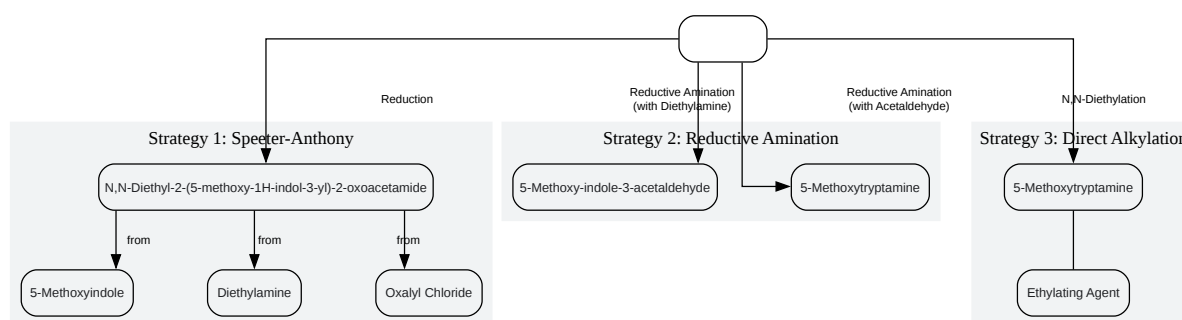 Reduction
Reductive Amination
(with Diethylamine)
Reductive Amination
(with Acetaldehyde)
N,N-Diethylation
Strategy 1: Speeter-Anthony
Strategy 2: Reductive Amination
Strategy 3: Direct Alkylation
N,N-Diethyl-2-(5-methoxy-1H-indol-3-yl)-2-oxoacetamide
5-Methoxy-indole-3-acetaldehyde
5-Methoxytryptamine
5-Methoxytryptamine
from
from
from
5-Methoxyindole
Diethylamine
Oxalyl Chloride
Ethylating Agent